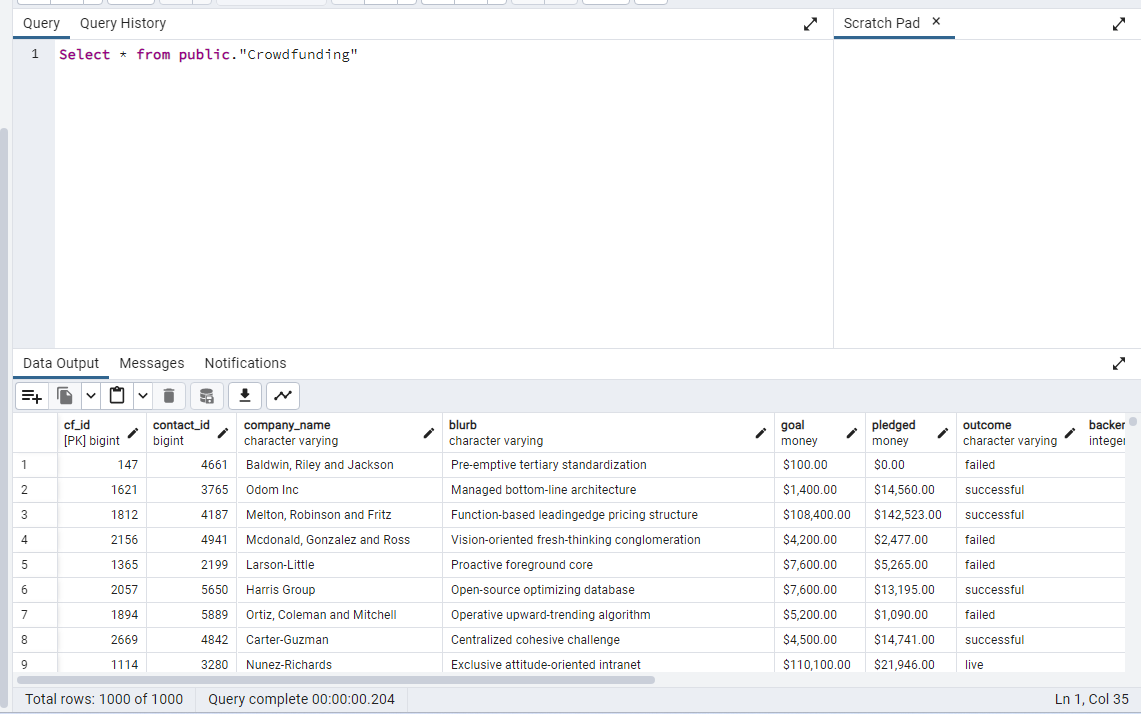 Query Query History Scratch Pad ×
1 Select * from public."Crowdfunding"
Data Output Messages Notifications
cf_id contact_id company_name blurb goal pledged outcome backer
[PK] bigint bigint character varying character varying money money character varying integer
1 147 4661 Baldwin, Riley and Jackson Pre-emptive tertiary standardization $100.00 $0.00 failed
2 1621 3765 Odom Inc Managed bottom-line architecture $1,400.00 $14,560.00 successful
3 1812 4187 Melton, Robinson and Fritz Function-based leadingedge pricing structure $108,400.00 $142,523.00 successful
4 2156 4941 Mcdonald, Gonzalez and Ross Vision-oriented fresh-thinking conglomeration $4,200.00 $2,477.00 failed
5 1365 2199 Larson-Little Proactive foreground core $7,600.00 $5,265.00 failed
6 2057 5650 Harris Group Open-source optimizing database $7,600.00 $13,195.00 successful
7 1894 5889 Ortiz, Coleman and Mitchell Operative upward-trending algorithm $5,200.00 $1,090.00 failed
8 2669 4842 Carter-Guzman Centralized cohesive challenge $4,500.00 $14,741.00 successful
9 1114 3280 Nunez-Richards Exclusive attitude-oriented intranet $110,100.00 $21,946.00 live
Total rows: 1000 of 1000 Query complete 00:00:00.204 Ln 1, Col 35